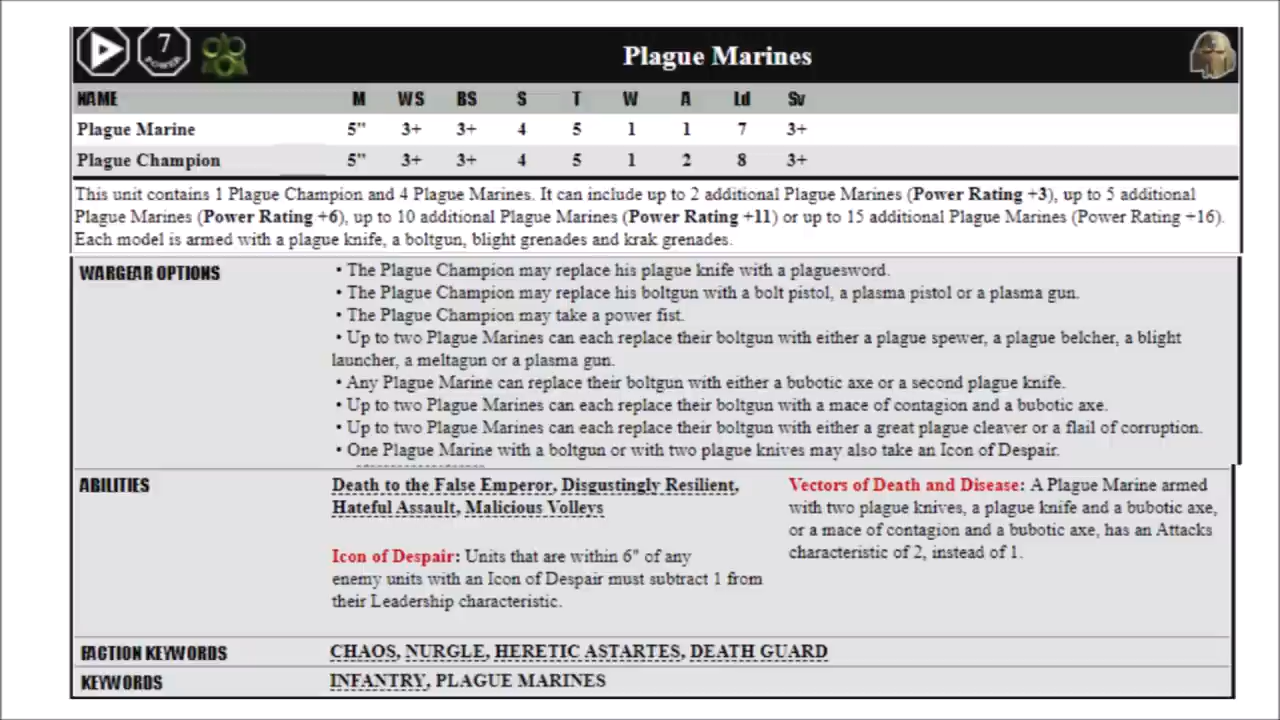 7
POWER
Plague Marines
NAME M WS BS S T W A Ld Sv
Plague Marine 5" 3+ 3+ 4 5 1 1 7 3+
Plague Champion 5" 3+ 3+ 4 5 1 2 8 3+
This unit contains 1 Plague Champion and 4 Plague Marines. It can include up to 2 additional Plague Marines (Power Rating +3), up to 5 additional
Plague Marines (Power Rating +6), up to 10 additional Plague Marines (Power Rating +11) or up to 15 additional Plague Marines (Power Rating +16).
Each model is armed with a plague knife, a boltgun, blight grenades and krak grenades.
WARGEAR OPTIONS
• The Plague Champion may replace his plague knife with a plaguesword.
• The Plague Champion may replace his boltgun with a bolt pistol, a plasma pistol or a plasma gun.
• The Plague Champion may take a power fist.
• Up to two Plague Marines can each replace their boltgun with either a plague spewer, a plague belcher, a blight
launcher, a meltagun or a plasma gun.
• Any Plague Marine can replace their boltgun with either a bubotic axe or a second plague knife.
• Up to two Plague Marines can each replace their boltgun with a mace of contagion and a bubotic axe.
• Up to two Plague Marines can each replace their boltgun with either a great plague cleaver or a flail of corruption.
• One Plague Marine with a boltgun or with two plague knives may also take an Icon of Despair.
ABILITIES
Death to the False Emperor, Disgustingly Resilient,
Hateful Assault, Malicious Volleys
Icon of Despair: Units that are within 6" of any
enemy units with an Icon of Despair must subtract 1 from
their Leadership characteristic.
Vectors of Death and Disease: A Plague Marine armed
with two plague knives, a plague knife and a bubotic axe,
or a mace of contagion and a bubotic axe, has an Attacks
characteristic of 2, instead of 1.
FACTION KEYWORDS
CHAOS, NURGLE, HERETIC ASTARTES, DEATH GUARD
KEYWORDS
INFANTRY, PLAGUE MARINES